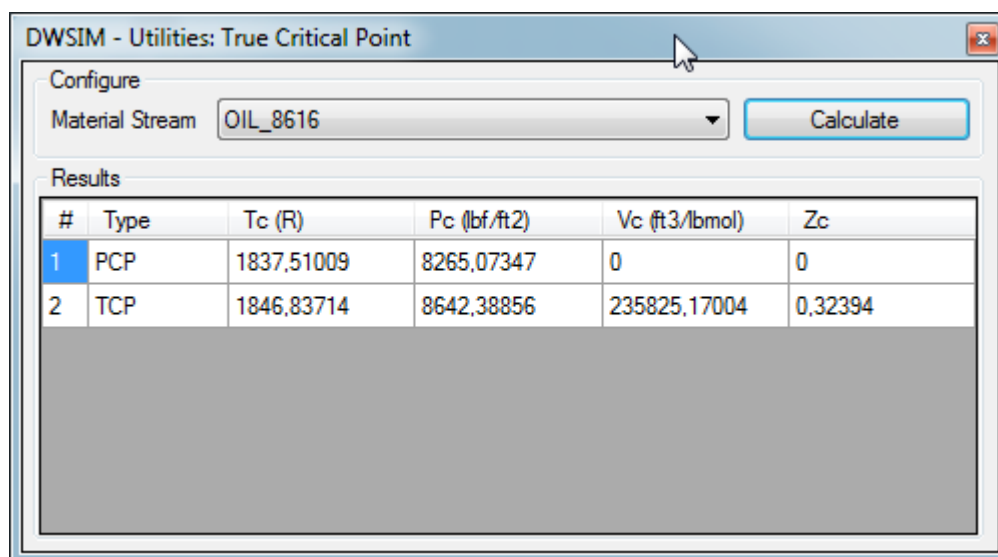 DWSIM - Utilities: True Critical Point
Configure
Material Stream OIL_8616 Calculate
Results
# Type Tc (R) Pc (lbf/ft2) Vc (ft3/lbmol) Zc
1 PCP 1837,51009 8265,07347 0 0
2 TCP 1846,83714 8642,38856 235825,17004 0,32394